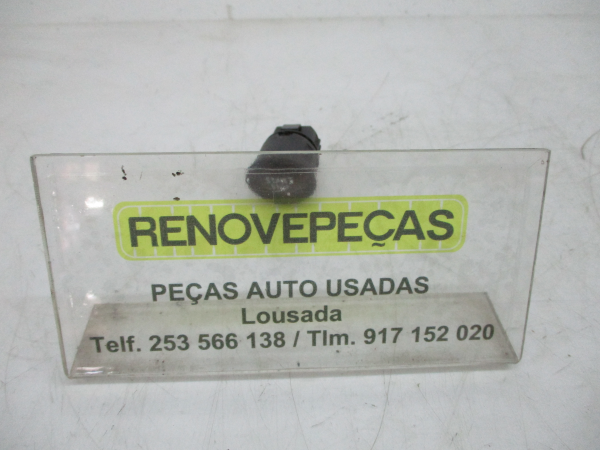 RENOVEPEÇAS
PEÇAS AUTO USADAS
Lousada
Telf. 253 566 138 / Tlm. 917 152 020